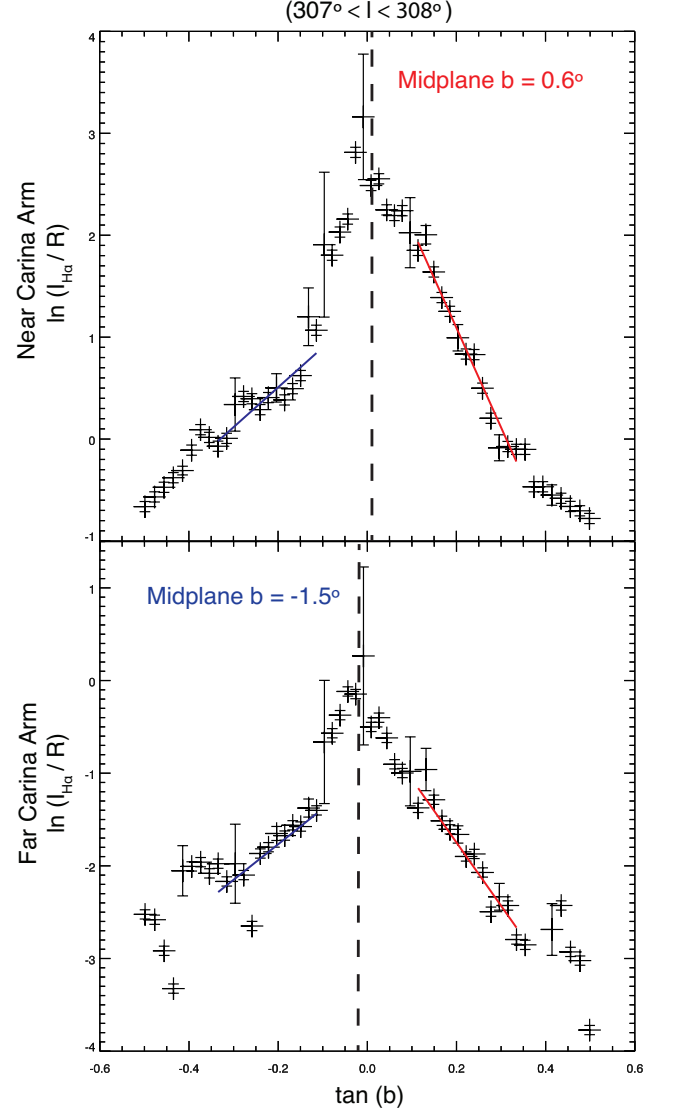 (307° < l < 308°)
4
Midplane b = 0.6°
3
2
1
0
-1
Near Carina Arm
ln (I_Hα / R)
1
Midplane b = -1.5°
0
-1
-2
-3
-4
Far Carina Arm
ln (I_Hα / R)
-0.6 -0.4 -0.2 0.0 0.2 0.4 0.6
tan (b)